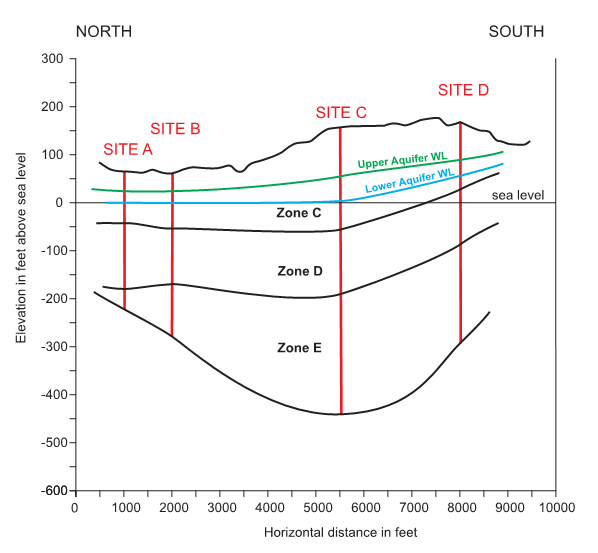 NORTH
SOUTH
300
200
100
0
-100
-200
-300
-400
-500
-600
Elevation in feet above sea level
SITE A
SITE B
SITE C
SITE D
Upper Aquifer WL
Lower Aquifer WL
sea level
Zone C
Zone D
Zone E
0 1000 2000 3000 4000 5000 6000 7000 8000 9000 10000
Horizontal distance in feet